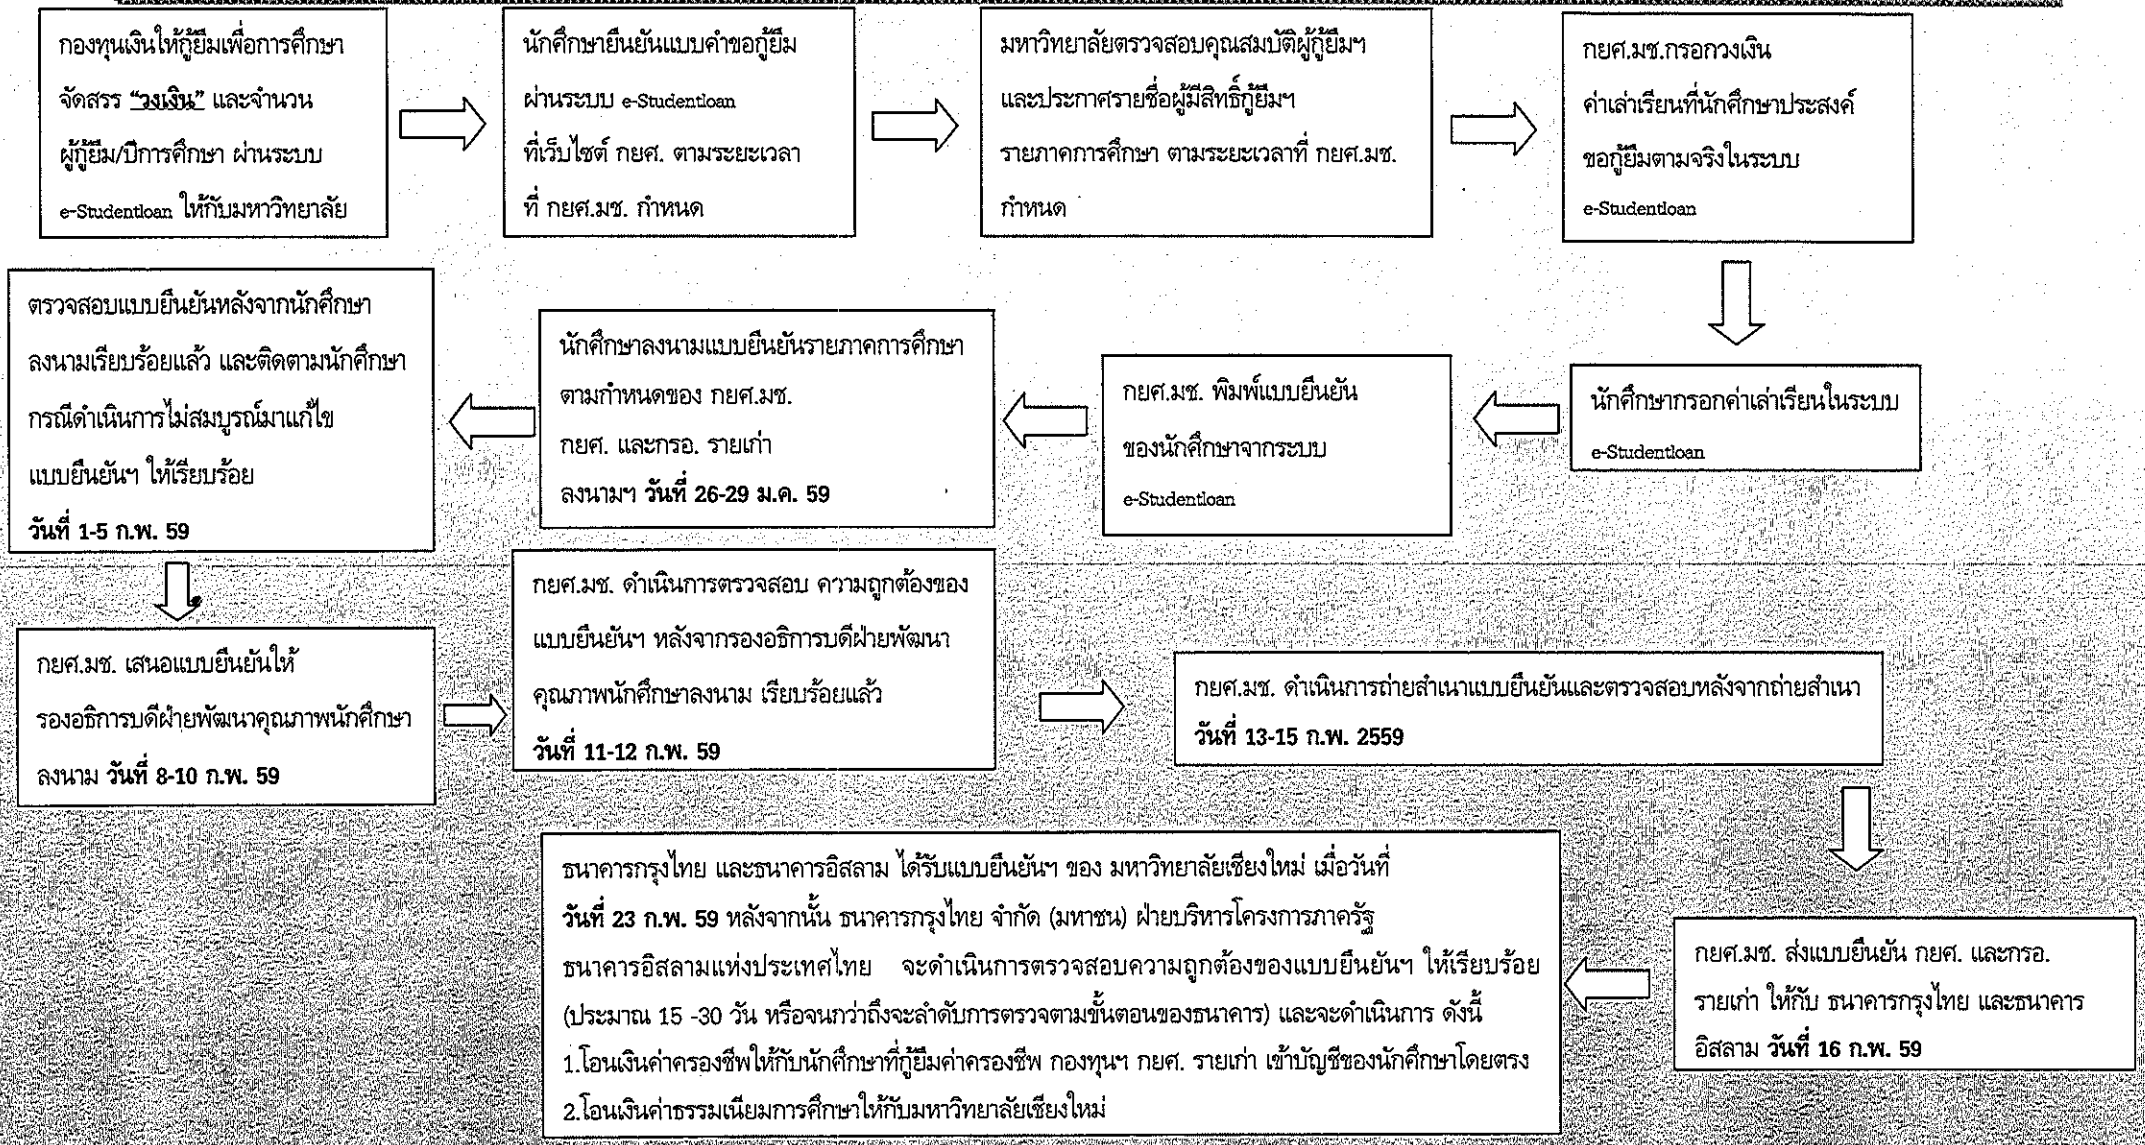 กองทุนเงินให้กู้ยืมเพื่อการศึกษา
จัดสรร “วงเงิน” และจำนวน
ผู้กู้ยืม/ปีการศึกษา ผ่านระบบ
e-Studentloan ให้กับมหาวิทยาลัย
นักศึกษายืนยันแบบคำขอกู้ยืม
ผ่านระบบ e-Studentloan
ที่เว็บไซต์ กยศ. ตามระยะเวลา
ที่ กยศ.มช. กำหนด
มหาวิทยาลัยตรวจสอบคุณสมบัติผู้กู้ยืมฯ
และประกาศรายชื่อผู้มีสิทธิ์กู้ยืมฯ
รายภาคการศึกษา ตามระยะเวลาที่ กยศ.มช.
กำหนด
กยศ.มช.กรอกวงเงิน
ค่าเล่าเรียนที่นักศึกษาประสงค์
ขอกู้ยืมตามจริงในระบบ
e-Studentloan
นักศึกษากรอกค่าเล่าเรียนในระบบ
e-Studentloan
กยศ.มช. พิมพ์แบบยืนยัน
ของนักศึกษาจากระบบ
e-Studentloan
นักศึกษาลงนามแบบยืนยันรายภาคการศึกษา
ตามกำหนดของ กยศ.มช.
กยศ. และกรอ. รายเก่า
ลงนามฯ วันที่ 26-29 ม.ค. 59
ตรวจสอบแบบยืนยันหลังจากนักศึกษา
ลงนามเรียบร้อยแล้ว และติดตามนักศึกษา
กรณีดำเนินการไม่สมบูรณ์มาแก้ไข
แบบยืนยันฯ ให้เรียบร้อย
วันที่ 1-5 ก.พ. 59
กยศ.มช. เสนอแบบยืนยันให้
รองอธิการบดีฝ่ายพัฒนาคุณภาพนักศึกษา
ลงนาม วันที่ 8-10 ก.พ. 59
กยศ.มช. ดำเนินการตรวจสอบ ความถูกต้องของ
แบบยืนยันฯ หลังจากรองอธิการบดีฝ่ายพัฒนา
คุณภาพนักศึกษาลงนาม เรียบร้อยแล้ว
วันที่ 11-12 ก.พ. 59
กยศ.มช. ดำเนินการถ่ายสำเนาแบบยืนยันและตรวจสอบหลังจากถ่ายสำเนา
วันที่ 13-15 ก.พ. 2559
กยศ.มช. ส่งแบบยืนยัน กยศ. และกรอ.
รายเก่า ให้กับ ธนาคารกรุงไทย และธนาคาร
อิสลาม วันที่ 16 ก.พ. 59
ธนาคารกรุงไทย และธนาคารอิสลาม ได้รับแบบยืนยันฯ ของ มหาวิทยาลัยเชียงใหม่ เมื่อวันที่
วันที่ 23 ก.พ. 59 หลังจากนั้น ธนาคารกรุงไทย จำกัด (มหาชน) ฝ่ายบริหารโครงการภาครัฐ
ธนาคารอิสลามแห่งประเทศไทย จะดำเนินการตรวจสอบความถูกต้องของแบบยืนยันฯ ให้เรียบร้อย
(ประมาณ 15 -30 วัน หรือจนกว่าถึงจะลำดับการตรวจตามขั้นตอนของธนาคาร) และจะดำเนินการ ดังนี้
1.โอนเงินค่าครองชีพให้กับนักศึกษาที่กู้ยืมค่าครองชีพ กองทุนฯ กยศ. รายเก่า เข้าบัญชีของนักศึกษาโดยตรง
2.โอนเงินค่าธรรมเนียมการศึกษาให้กับมหาวิทยาลัยเชียงใหม่